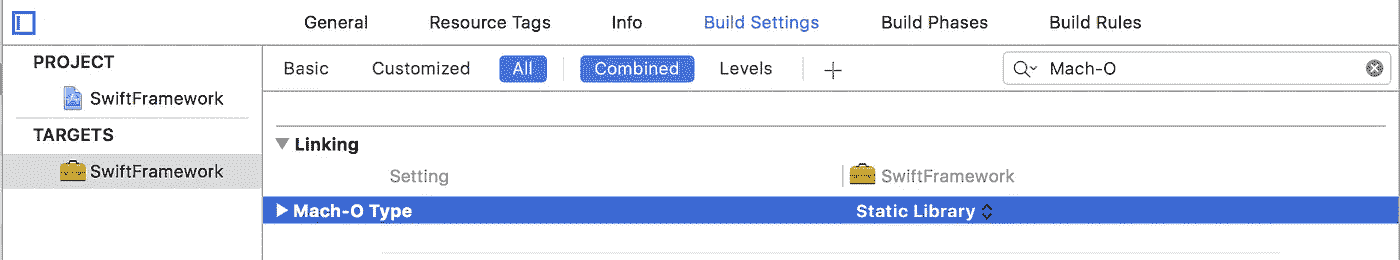 General Resource Tags Info Build Settings Build Phases Build Rules
PROJECT
SwiftFramework
TARGETS
SwiftFramework
Basic Customized All Combined Levels + Mach-O
Linking
Setting SwiftFramework
Mach-O Type Static Library